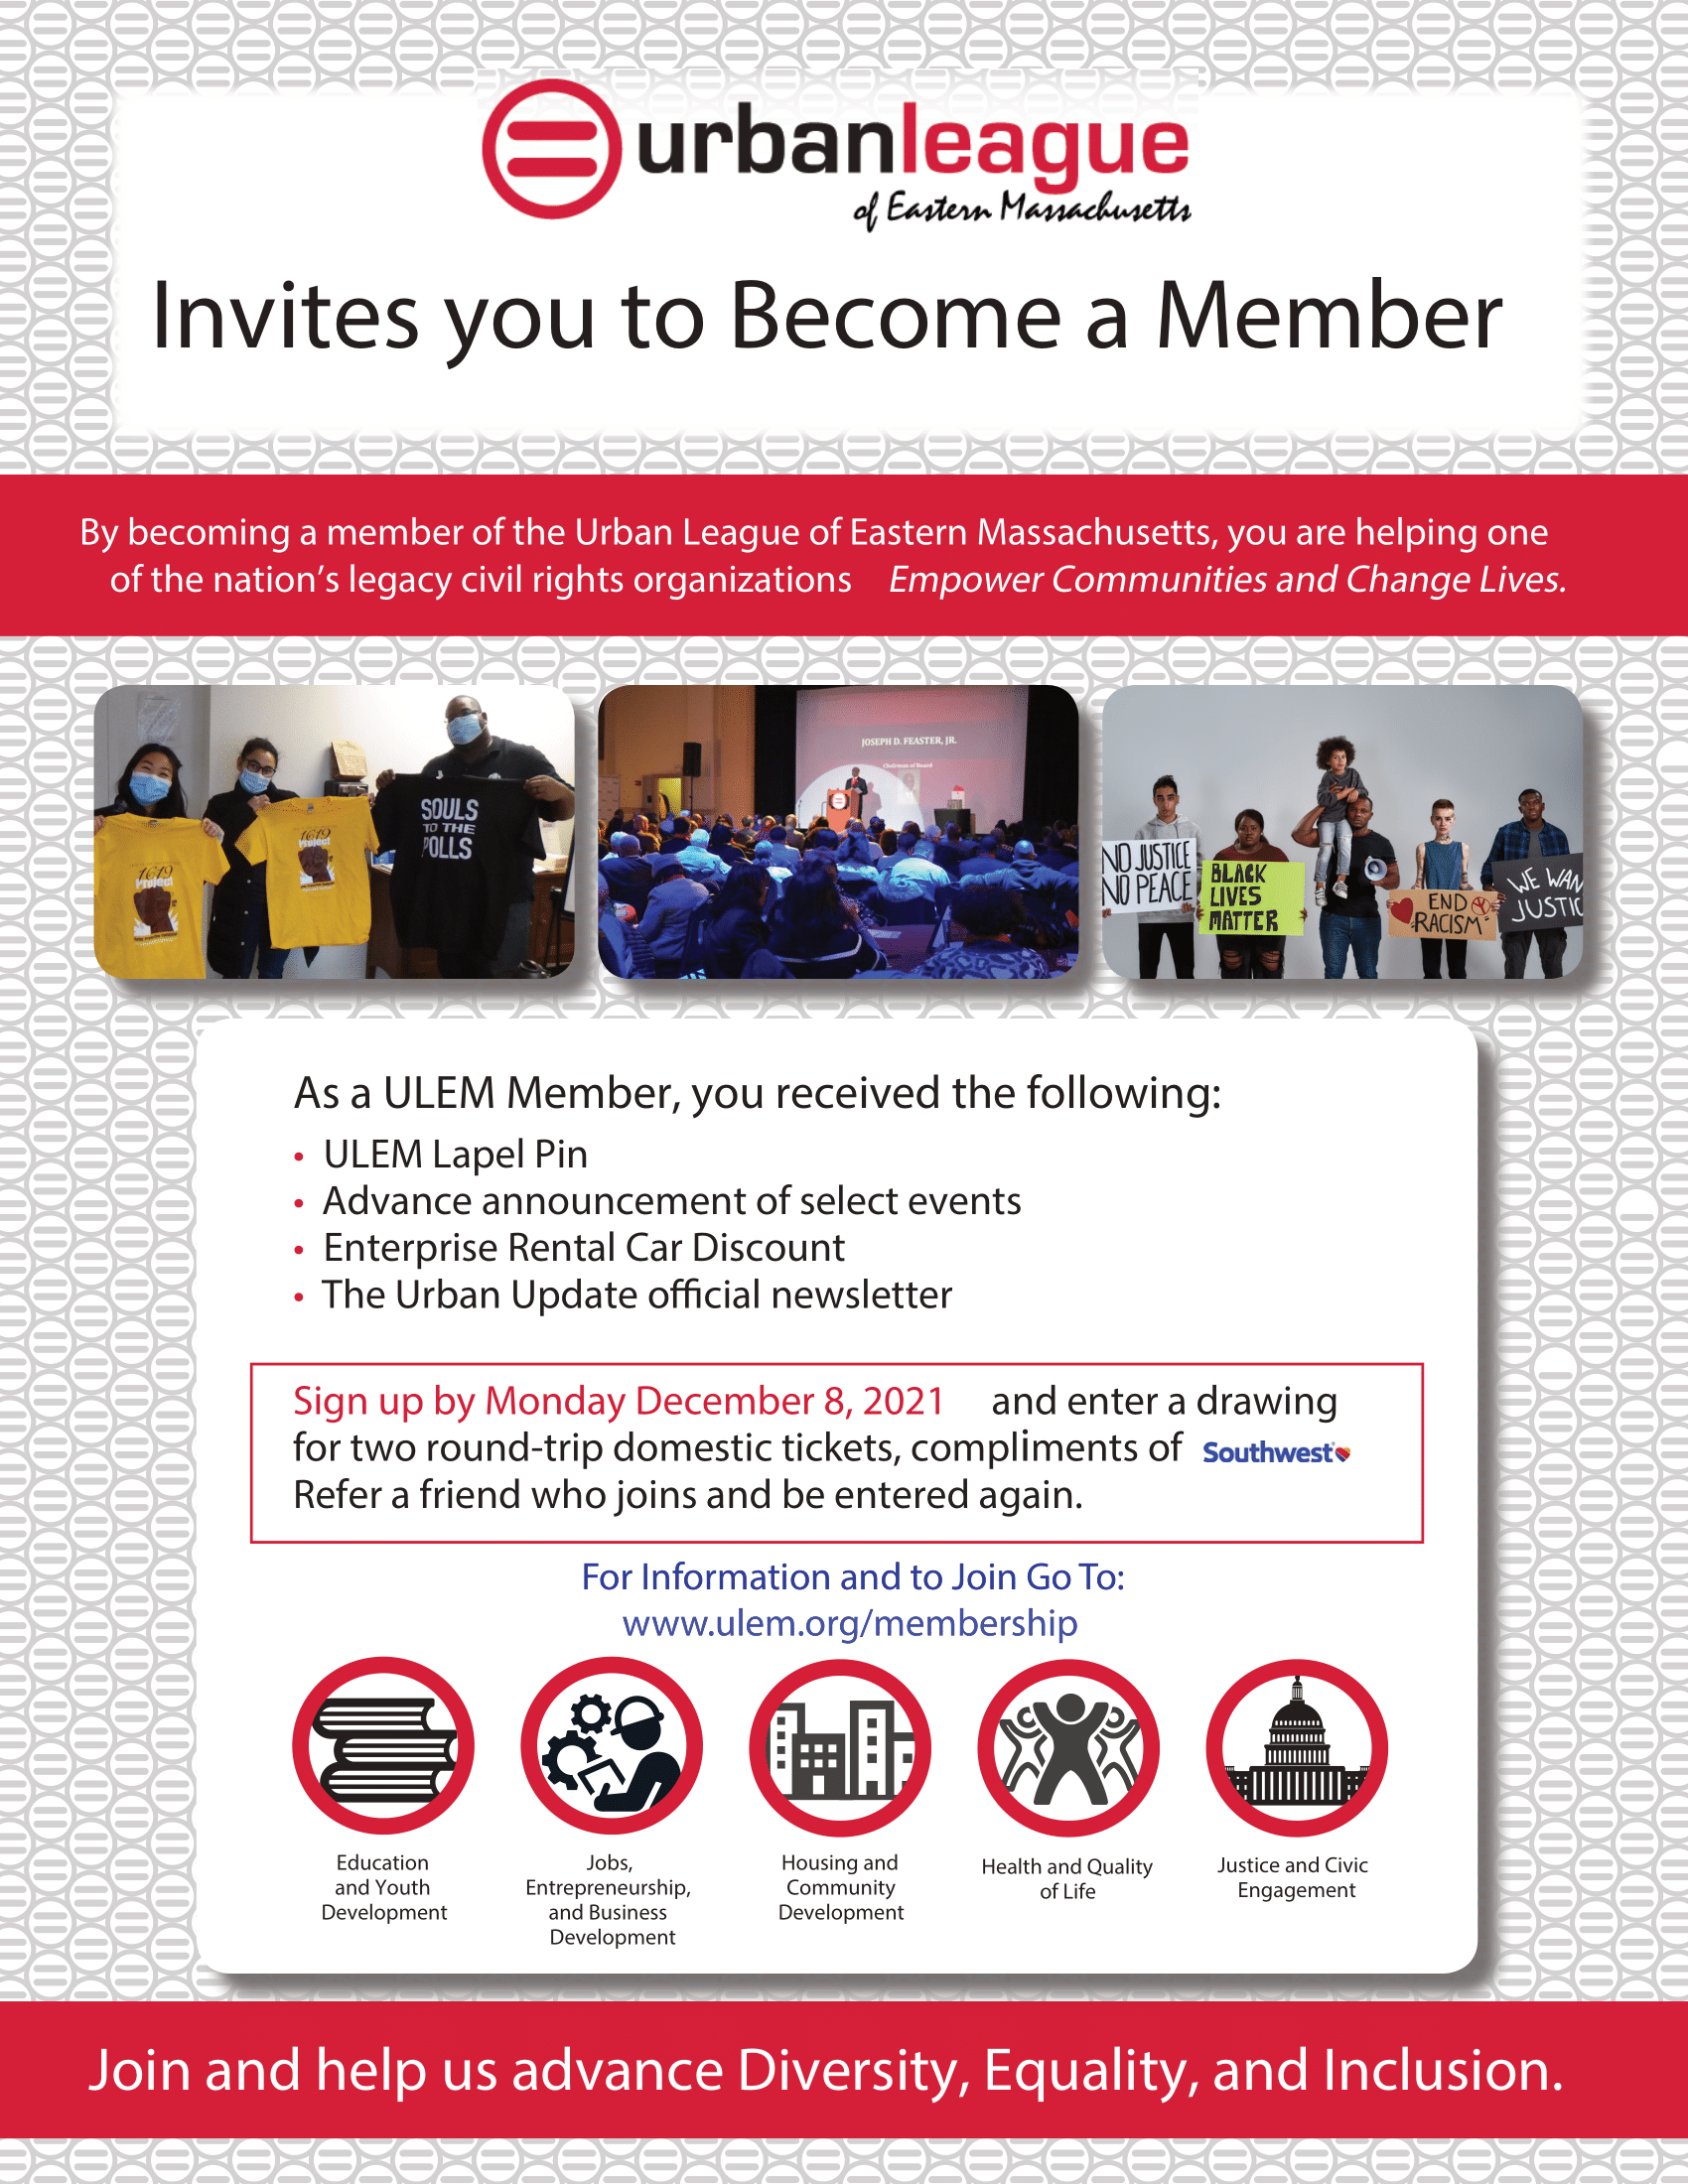 urbanleague
of Eastern Massachusetts
Invites you to Become a Member
By becoming a member of the Urban League of Eastern Massachusetts, you are helping one
of the nation's legacy civil rights organizations Empower Communities and Change Lives.
1619
Project
1619
Project
SOULS
TO THE
POLLS
JOSEPH D. FEASTER, JR.
Chairman of Board
NO JUSTICE
NO PEACE
BLACK
LIVES
MATTER
END
RACISM
WE WAN
JUSTIC
As a ULEM Member, you received the following:
• ULEM Lapel Pin
• Advance announcement of select events
• Enterprise Rental Car Discount
• The Urban Update official newsletter
Sign up by Monday December 8, 2021 and enter a drawing
for two round-trip domestic tickets, compliments of Southwest
Refer a friend who joins and be entered again.
For Information and to Join Go To:
www.ulem.org/membership
Education
and Youth
Development
Jobs,
Entrepreneurship,
and Business
Development
Housing and
Community
Development
Health and Quality
of Life
Justice and Civic
Engagement
Join and help us advance Diversity, Equality, and Inclusion.